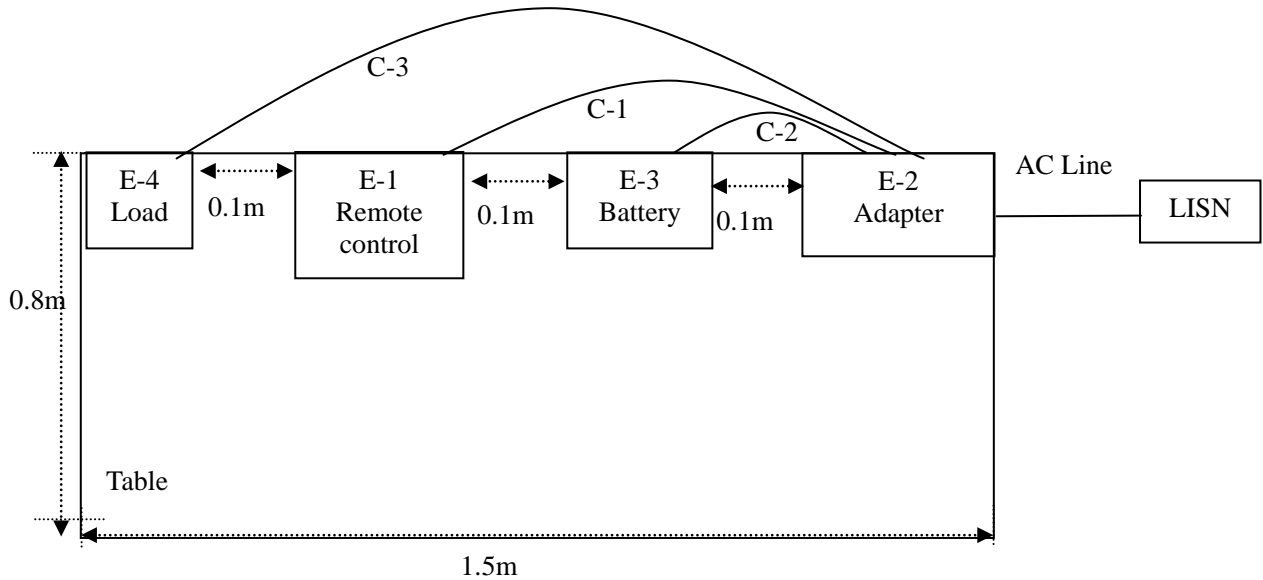 C-3
C-1
C-2
E-4
Load
0.1m
E-1
Remote
control
0.1m
E-3
Battery
0.1m
E-2
Adapter
AC Line
LISN
0.8m
Table
1.5m